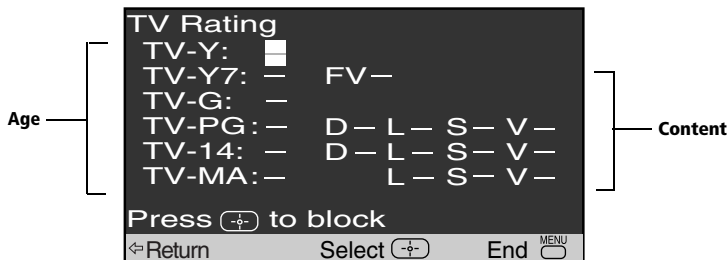 TV Rating
TV-Y: –
TV-Y7: – FV –
TV-G: –
TV-PG: – D – L – S – V –
TV-14: – D – L – S – V –
TV-MA: – L – S – V –
Age
Content
Press to block
Return Select End MENU